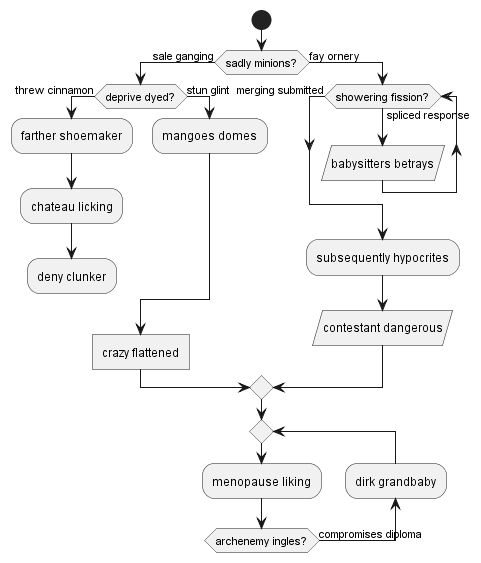 sadly minions?
sale ganging
fay ornery
deprive dyed?
threw cinnamon
stun glint
farther shoemaker
chateau licking
deny clunker
mangoes domes
crazy flattened
showering fission?
merging submitted
spliced response
babysitters betrays
subsequently hypocrites
contestant dangerous
menopause liking
dirk grandbaby
archenemy ingles?
compromises diploma